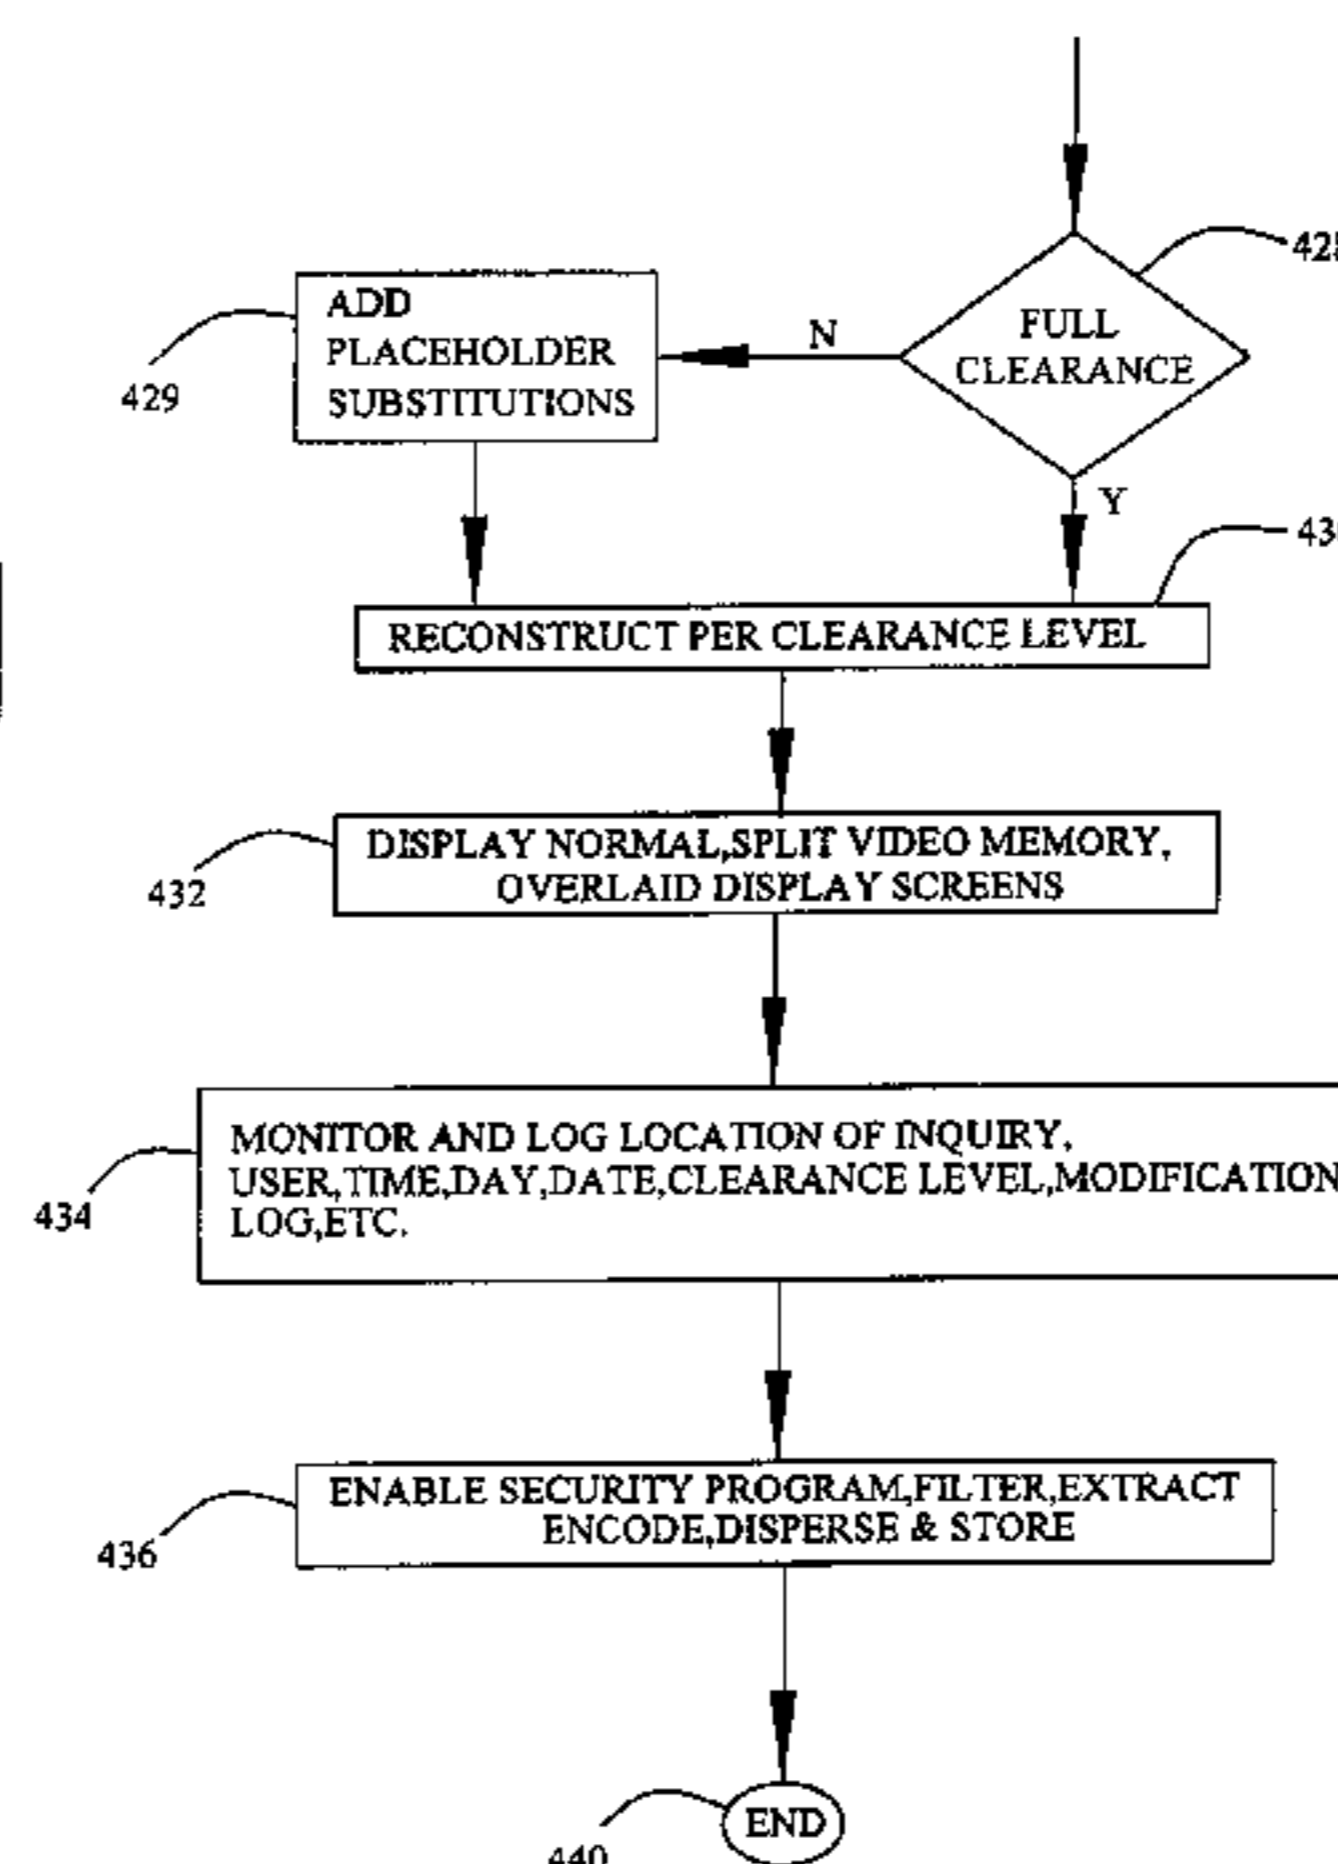 FULL
CLEARANCE
N
ADD
PLACEHOLDER
SUBSTITUTIONS
429
Y
RECONSTRUCT PER CLEARANCE LEVEL
DISPLAY NORMAL,SPLIT VIDEO MEMORY,
OVERLAID DISPLAY SCREENS
432
MONITOR AND LOG LOCATION OF INQUIRY,
USER,TIME,DAY,DATE,CLEARANCE LEVEL,MODIFICATION
LOG,ETC.
434
ENABLE SECURITY PROGRAM,FILTER,EXTRACT
ENCODE,DISPERSE & STORE
436
END
440